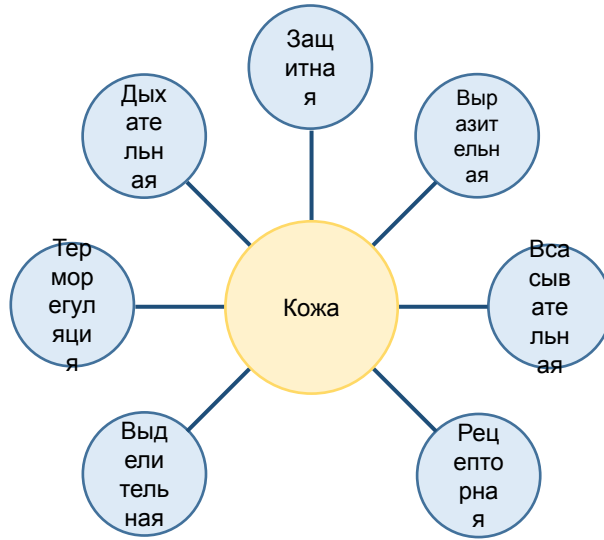 Защ
итна
я
Выр
азит
ельн
ая
Вса
сыв
ате
льн
ая
Рец
епто
рна
я
Выд
ели
тель
ная
Тер
мор
егул
яци
я
Дых
ате
льн
ая
Кожа